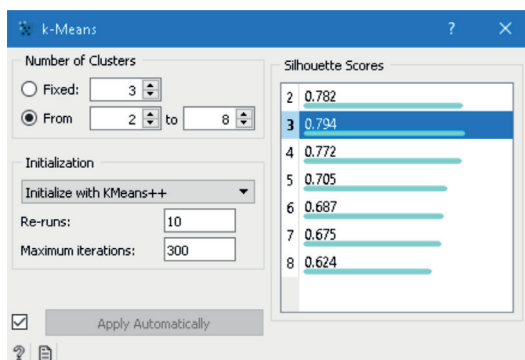 k-Means ? ×
Number of Clusters
Fixed: 3
From 2 to 8
Initialization
Initialize with KMeans++
Re-runs: 10
Maximum iterations: 300
Apply Automatically
?
Silhouette Scores
2 0.782
3 0.794
4 0.772
5 0.705
6 0.687
7 0.675
8 0.624